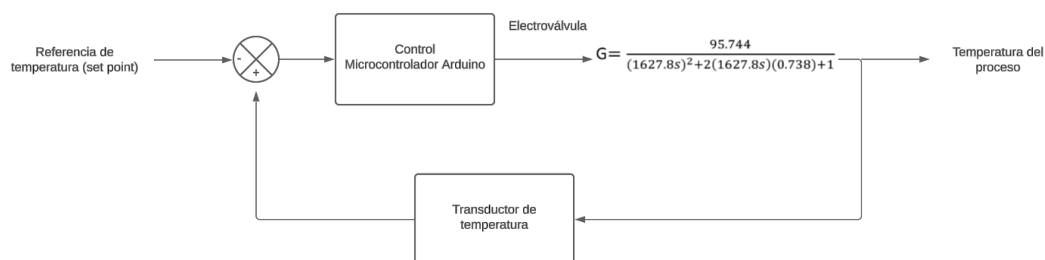 Referencia de
temperatura (set point)
-
+
Control
Microcontrolador Arduino
Electroválvula
G= 95.744
(1627.8s)²+2(1627.8s)(0.738)+1
Temperatura del
proceso
Transductor de
temperatura